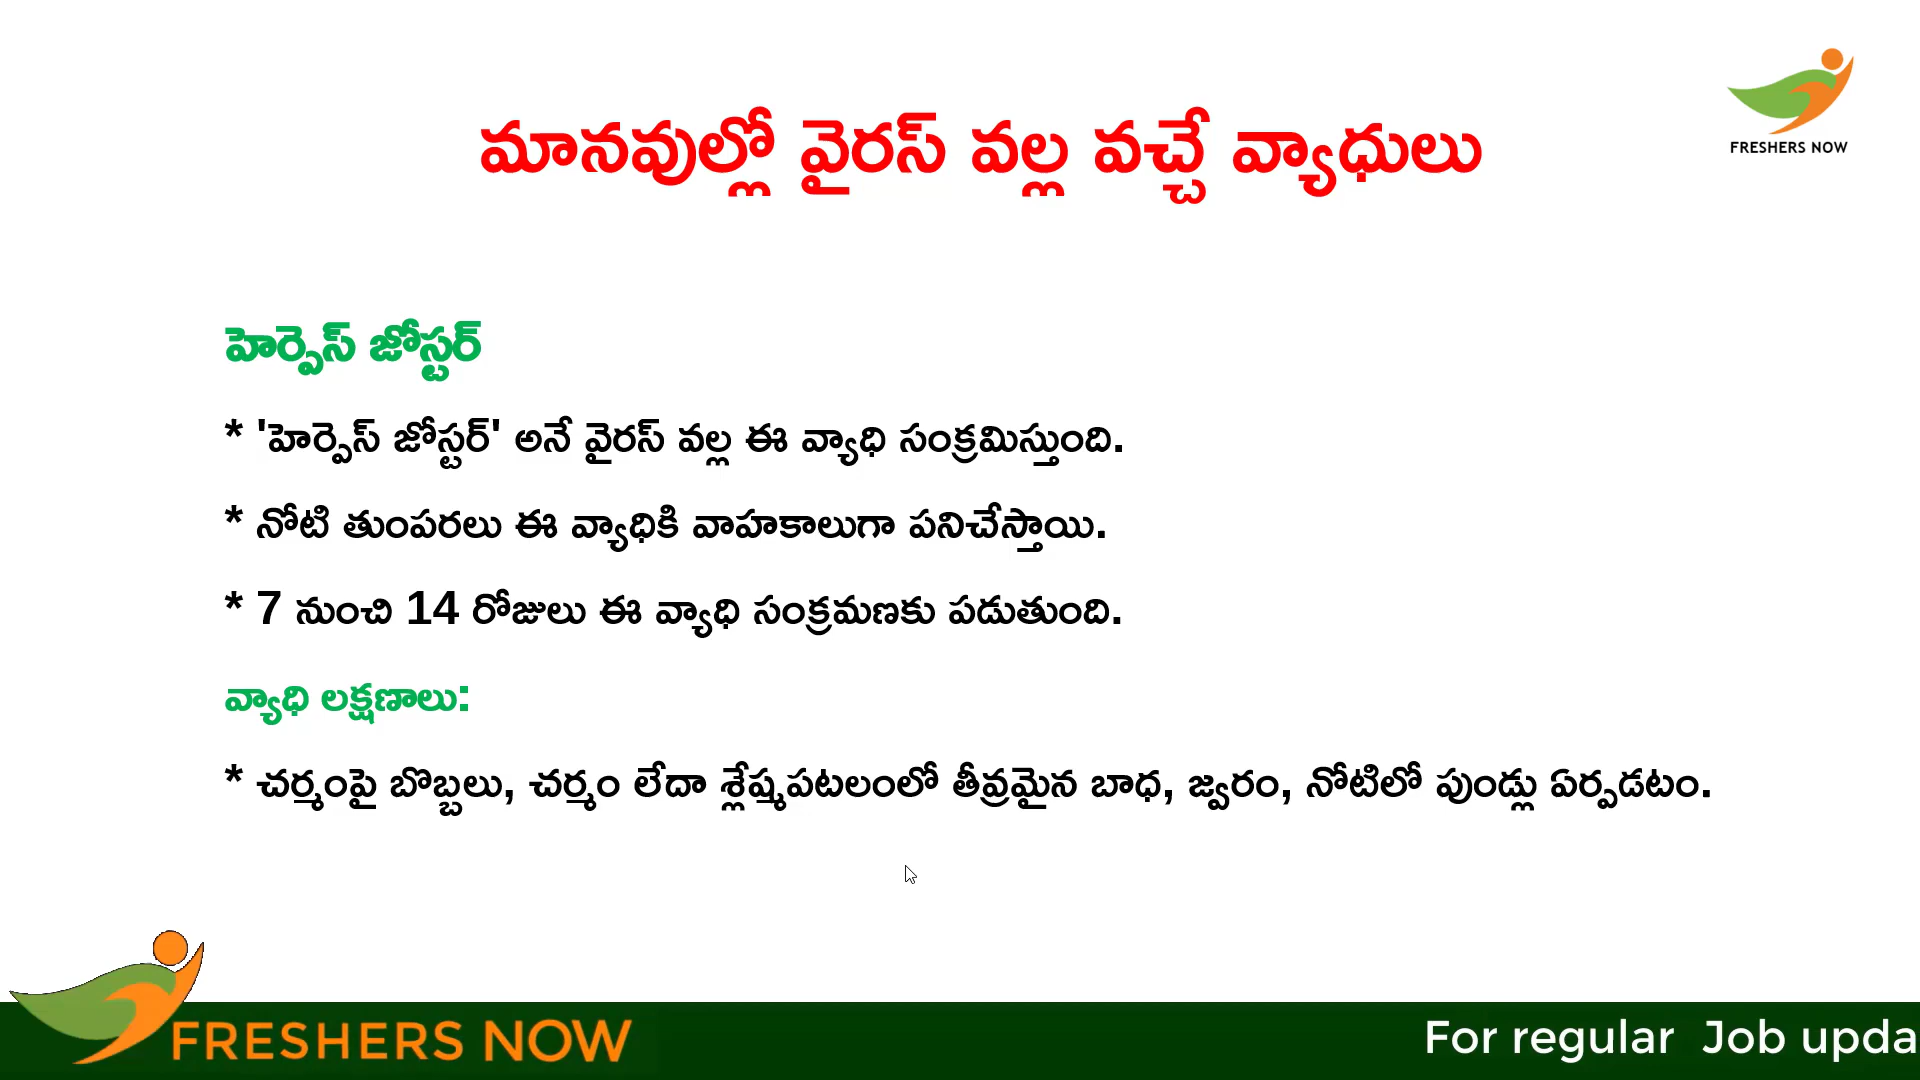 FRESHERS NOW
మానవుల్లో వైరస్ వల్ల వచ్చే వ్యాధులు
హెర్పెస్ జోస్టర్
* 'హెర్పెస్ జోస్టర్' అనే వైరస్ వల్ల ఈ వ్యాధి సంక్రమిస్తుంది.
* నోటి తుంపరలు ఈ వ్యాధికి వాహకాలుగా పనిచేస్తాయి.
* 7 నుంచి 14 రోజులు ఈ వ్యాధి సంక్రమణకు పడుతుంది.
వ్యాధి లక్షణాలు:
* చర్మంపై బొబ్బలు, చర్మం లేదా శ్లేష్మపటలంలో తీవ్రమైన బాధ, జ్వరం, నోటిలో పుండ్లు ఏర్పడటం.
FRESHERS NOW
For regular Job upda